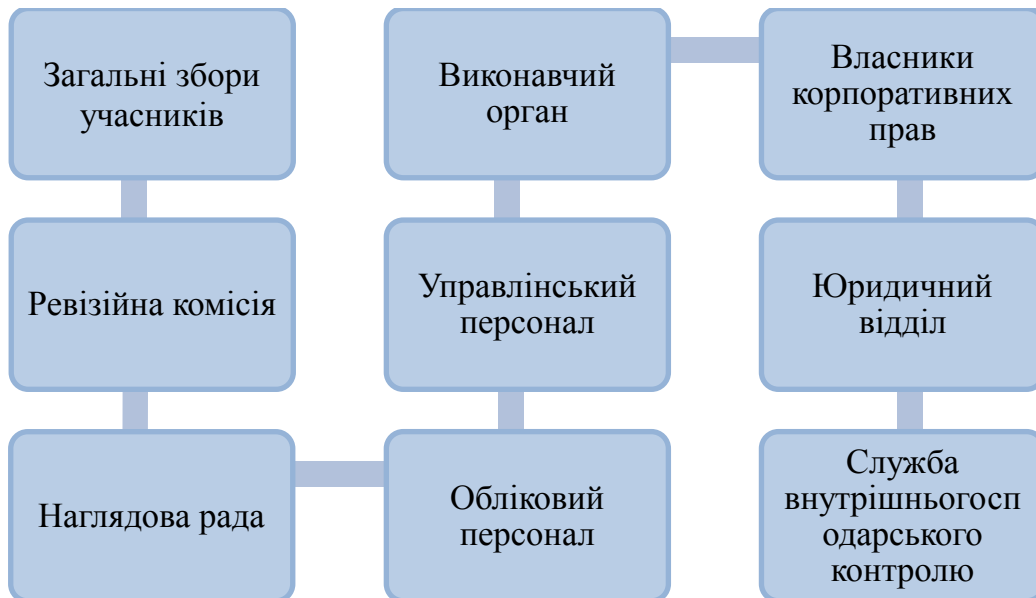 Загальні збори
учасників
Ревізійна комісія
Наглядова рада
Обліковий
персонал
Управлінський
персонал
Виконавчий
орган
Власники
корпоративних
прав
Юридичний
відділ
Служба
внутрішньогосп
одарського
контролю